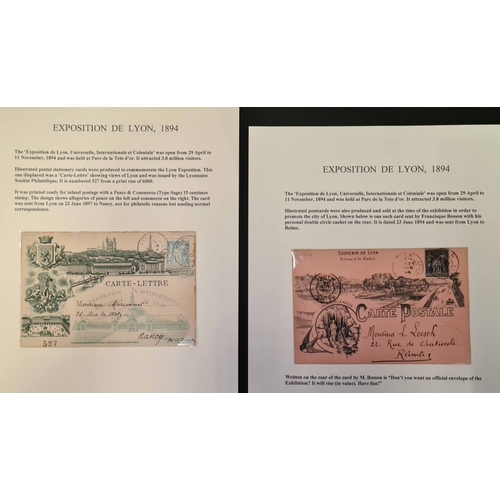 EXPOSITION DE LYON, 1894
The 'Exposition de Lyon, Universelle, Internationale et Coloniale' was open from 29 April to
11 November, 1894 and was held at Parc de la Tete d'or. It attracted 3.8 million visitors.
Illustrated postal stationery cards were produced to commemorate the Lyon Exposition. This
one displayed was a 'Carte-Lettre' showing views of Lyon and was issued by the Lyonnaise
Société Philatélique. It is numbered 527 from a print run of 6000.
It was printed ready for inland postage with a Peace & Commerce (Type Sage) 15 centimes
stamp. The design shows allegories of peace on the left and commerce on the right. The card
was sent from Lyon on 23 June 1897 to Nancy, not for philatelic reasons but sending normal
correspondence.
CARTE-LETTRE
Monsieur
Nancy
527
EXPOSITION DE LYON, 1894
The 'Exposition de Lyon, Universelle, Internationale et Coloniale' was open from 29 April to
11 November, 1894 and was held at Parc de la Tete d'or. It attracted 3.8 million visitors.
Illustrated postcards were also produced and sold at the time of the exhibition in order to
promote the city of Lyon. Shown below is one such card sent by Francisque Bosson with his
personal double circle cachet on the rear. It is dated 23 June 1894 and was sent from Lyon to
Reims.
SOUVENIR DE LYON
CARTE POSTALE
Monsieur L.
22, Rue de
Reims
Written on the rear of the card by M. Bosson is "Don't you want an official envelope of the
Exhibition? It will rise (in value). Have fun!"